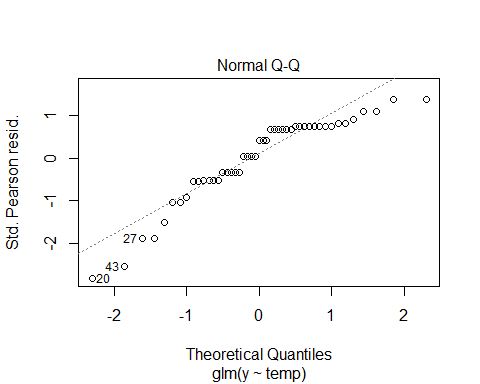 Normal Q-Q
Std. Pearson resid.
1
0
-1
-2
27
43
20
-2 -1 0 1 2
Theoretical Quantiles
glm(y ~ temp)